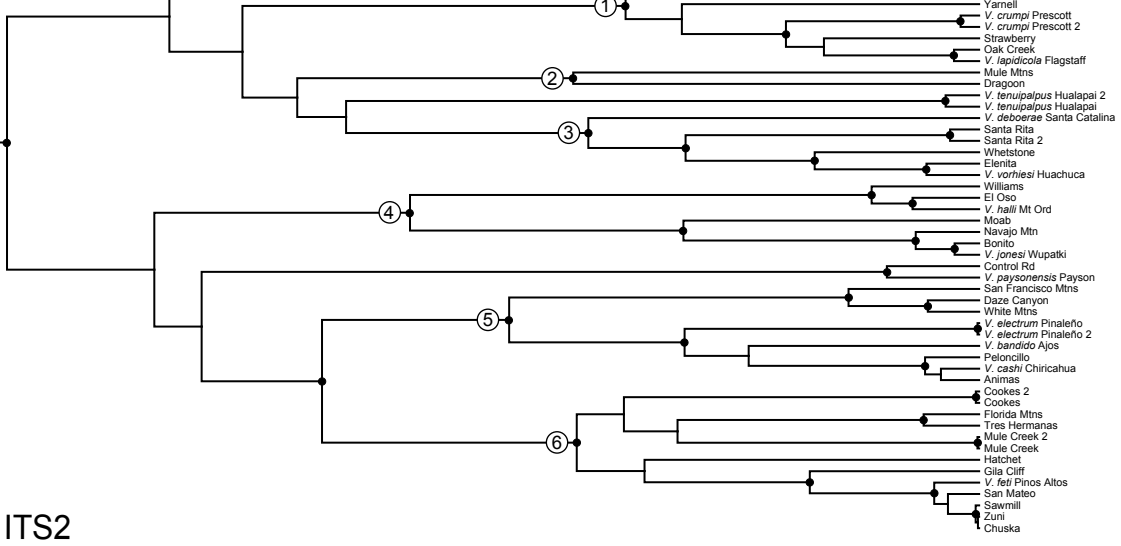 Yarnell
1
V. crumpi Prescott
V. crumpi Prescott 2
Strawberry
Oak Creek
V. lapidicola Flagstaff
Mule Mtns
2
Dragoon
V. tenuipalpus Hualapai 2
V. tenuipalpus Hualapai
V. deboerae Santa Catalina
3
Santa Rita
Santa Rita 2
Whetstone
Elenita
V. vorhiesi Huachuca
Williams
El Oso
V. halli Mt Ord
4
Moab
Navajo Mtn
Bonito
V. jonesi Wupatki
Control Rd
V. paysonensis Payson
San Francisco Mtns
Daze Canyon
White Mtns
5
V. electrum Pinaleño
V. electrum Pinaleño 2
V. bandido Ajos
Peloncillo
V. cashi Chiricahua
Animas
Cookes 2
Cookes
Florida Mtns
Tres Hermanas
Mule Creek 2
6
Mule Creek
Hatchet
Gila Cliff
V. feti Pinos Altos
San Mateo
Sawmill
Zuni
Chuska
ITS2